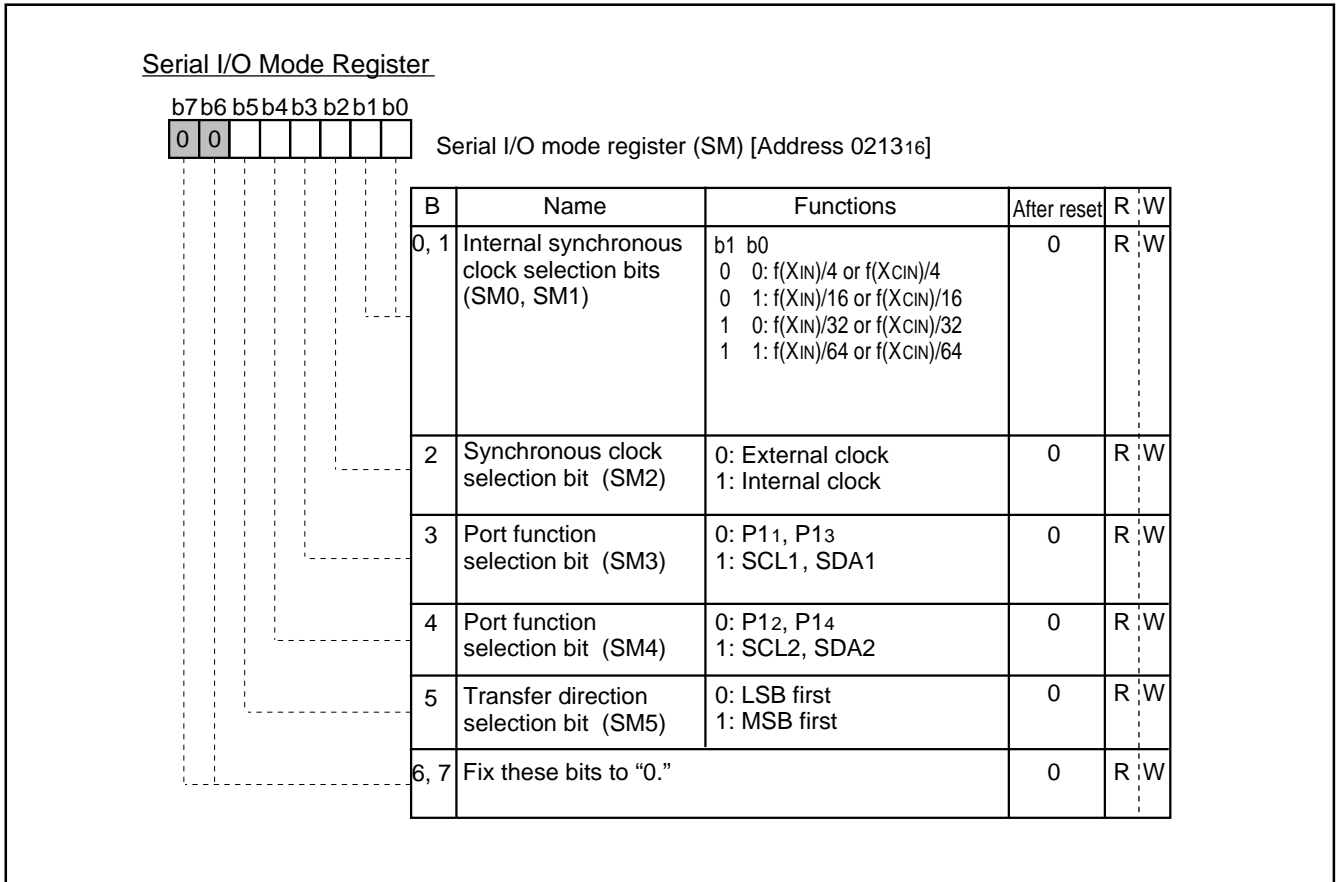 Serial I/O Mode Register
b7 b6 b5 b4 b3 b2 b1 b0
0 0
Serial I/O mode register (SM) [Address 021316]
B Name Functions After reset R W
0, 1 Internal synchronous clock selection bits (SM0, SM1)
b1 b0
0 0: f(XIN)/4 or f(XCIN)/4
0 1: f(XIN)/16 or f(XCIN)/16
1 0: f(XIN)/32 or f(XCIN)/32
1 1: f(XIN)/64 or f(XCIN)/64
0 R W
2 Synchronous clock selection bit (SM2)
0: External clock
1: Internal clock
0 R W
3 Port function selection bit (SM3)
0: P11, P13
1: SCL1, SDA1
0 R W
4 Port function selection bit (SM4)
0: P12, P14
1: SCL2, SDA2
0 R W
5 Transfer direction selection bit (SM5)
0: LSB first
1: MSB first
0 R W
6, 7 Fix these bits to “0.” 0 R W